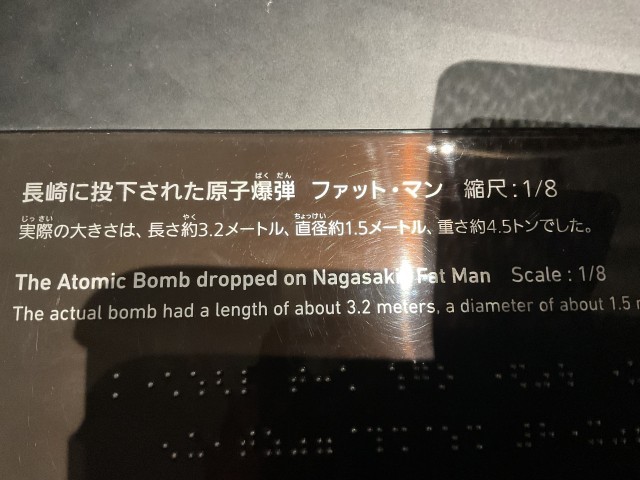 長崎に投下された原子爆弾 ファット・マン 縮尺:1/8
実際の大きさは、長さ約3.2メートル、直径約1.5メートル、重さ約4.5トンでした。
The Atomic Bomb dropped on Nagasaki, Fat Man Scale : 1/8
The actual bomb had a length of about 3.2 meters, a diameter of about 1.5